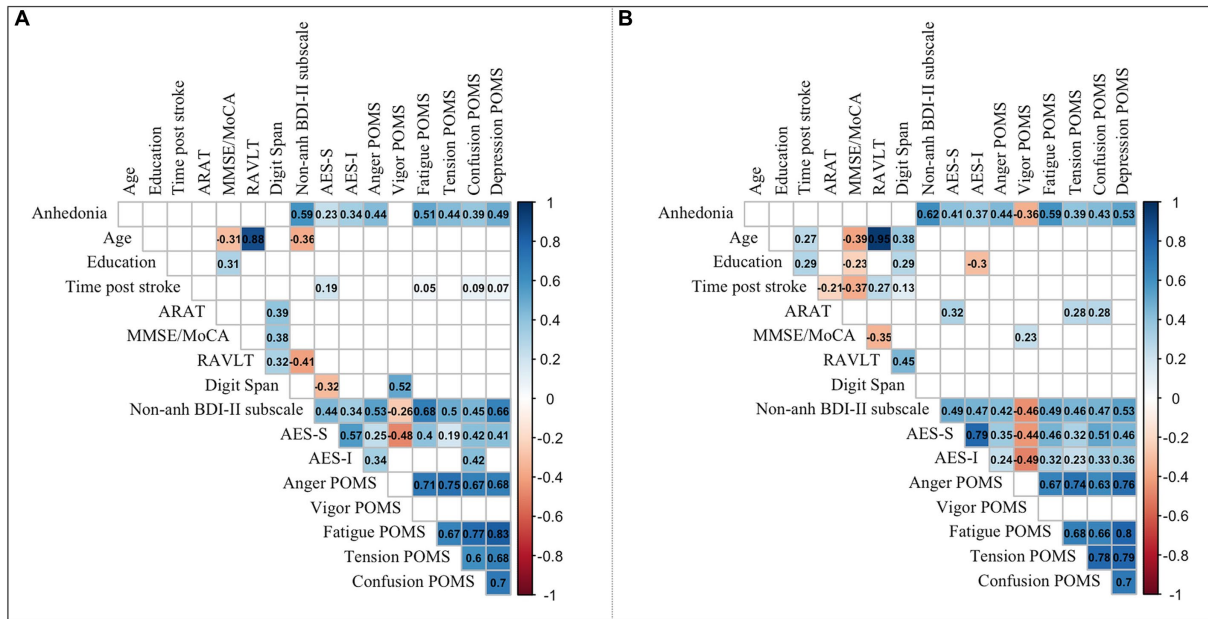 A
Age
Education
Time post stroke
ARAT
MMSE/MoCA
RAVLT
Digit Span
Non-anh BDI-II subscale
AES-S
AES-I
Anger POMS
Vigor POMS
Fatigue POMS
Tension POMS
Confusion POMS
Depression POMS
Anhedonia 0.59 0.23 0.34 0.44 0.51 0.44 0.39 0.49
Age -0.31 0.88 -0.36
Education 0.31
Time post stroke 0.19 0.05 0.09 0.07
ARAT 0.39
MMSE/MoCA 0.38
RAVLT 0.32 -0.41
Digit Span -0.32 0.52
Non-anh BDI-II subscale 0.44 0.34 0.53 -0.26 0.68 0.5 0.45 0.66
AES-S 0.57 0.25 -0.48 0.4 0.19 0.42 0.41
AES-I 0.34 0.42
Anger POMS 0.71 0.75 0.67 0.68
Vigor POMS
Fatigue POMS 0.67 0.77 0.83
Tension POMS 0.6 0.68
Confusion POMS 0.7
1
0.8
0.6
0.4
0.2
0
-0.2
-0.4
-0.6
-0.8
-1
B
Age
Education
Time post stroke
ARAT
MMSE/MoCA
RAVLT
Digit Span
Non-anh BDI-II subscale
AES-S
AES-I
Anger POMS
Vigor POMS
Fatigue POMS
Tension POMS
Confusion POMS
Depression POMS
Anhedonia 0.62 0.41 0.37 0.44 -0.36 0.59 0.39 0.43 0.53
Age 0.27 -0.39 0.95 0.38
Education 0.29 -0.23 0.29 -0.3
Time post stroke -0.21 -0.37 0.27 0.13
ARAT 0.32 0.28 0.28
MMSE/MoCA -0.35 0.23
RAVLT 0.45
Digit Span
Non-anh BDI-II subscale 0.49 0.47 0.42 -0.46 0.49 0.46 0.47 0.53
AES-S 0.79 0.35 -0.44 0.46 0.32 0.51 0.46
AES-I 0.24 -0.49 0.32 0.23 0.33 0.36
Anger POMS 0.67 0.74 0.63 0.76
Vigor POMS
Fatigue POMS 0.68 0.66 0.8
Tension POMS 0.78 0.79
Confusion POMS 0.7
1
0.8
0.6
0.4
0.2
0
-0.2
-0.4
-0.6
-0.8
-1